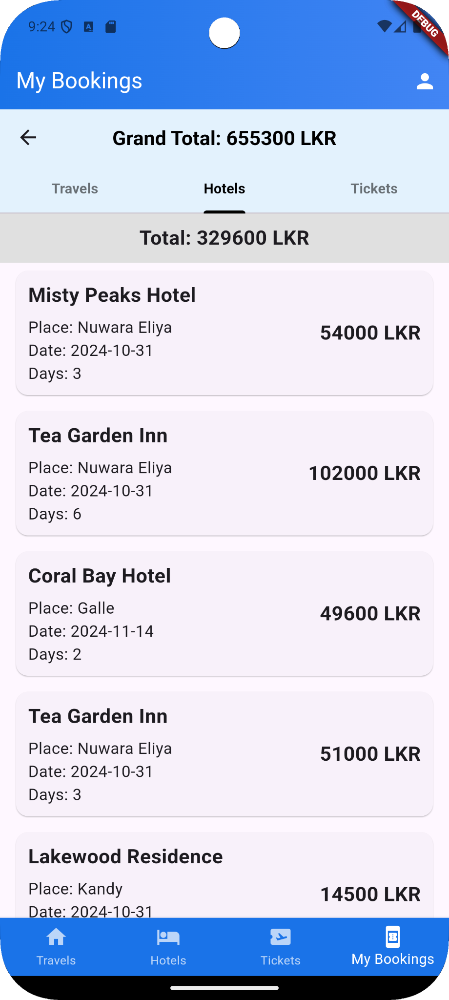 9:24
DEBUG
My Bookings
Grand Total: 655300 LKR
Travels Hotels Tickets
Total: 329600 LKR
Misty Peaks Hotel
Place: Nuwara Eliya
54000 LKR
Date: 2024-10-31
Days: 3
Tea Garden Inn
Place: Nuwara Eliya
102000 LKR
Date: 2024-10-31
Days: 6
Coral Bay Hotel
Place: Galle
49600 LKR
Date: 2024-11-14
Days: 2
Tea Garden Inn
Place: Nuwara Eliya
51000 LKR
Date: 2024-10-31
Days: 3
Lakewood Residence
Place: Kandy
14500 LKR
Date: 2024-10-31
Travels Hotels Tickets My Bookings